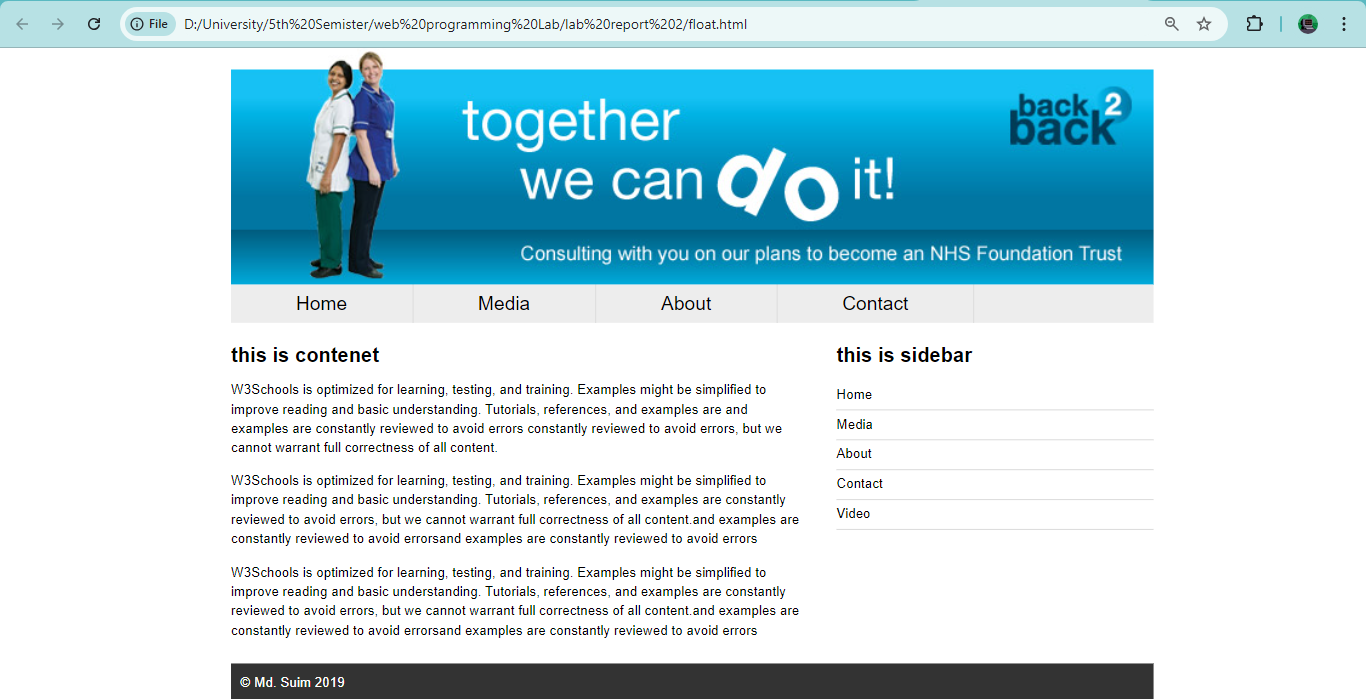 File D:/University/5th%20Semister/web%20programming%20Lab/lab%20report%202/float.html
together
we can do it!
back 2
back
Consulting with you on our plans to become an NHS Foundation Trust
Home Media About Contact
this is contenet
W3Schools is optimized for learning, testing, and training. Examples might be simplified to
improve reading and basic understanding. Tutorials, references, and examples are and
examples are constantly reviewed to avoid errors constantly reviewed to avoid errors, but we
cannot warrant full correctness of all content.
W3Schools is optimized for learning, testing, and training. Examples might be simplified to
improve reading and basic understanding. Tutorials, references, and examples are constantly
reviewed to avoid errors, but we cannot warrant full correctness of all content.and examples are
constantly reviewed to avoid errorsand examples are constantly reviewed to avoid errors
W3Schools is optimized for learning, testing, and training. Examples might be simplified to
improve reading and basic understanding. Tutorials, references, and examples are constantly
reviewed to avoid errors, but we cannot warrant full correctness of all content.and examples are
constantly reviewed to avoid errorsand examples are constantly reviewed to avoid errors
this is sidebar
Home
Media
About
Contact
Video
© Md. Suim 2019